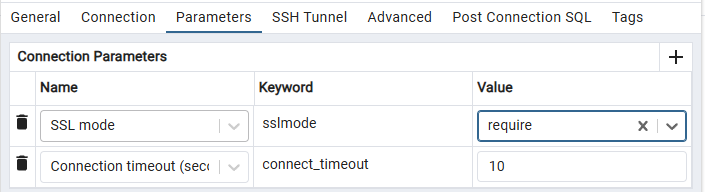 General Connection Parameters SSH Tunnel Advanced Post Connection SQL Tags
Connection Parameters
Name Keyword Value
SSL mode sslmode require
Connection timeout (seco connect_timeout 10